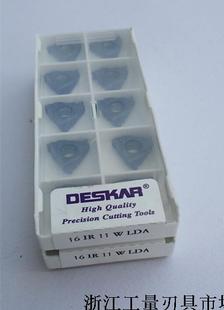 DESKAR®
High Quality
Precision Cutting Tools
16 IR 11 W LDA
16 IR 11 W LDA
浙江工量刃具市场